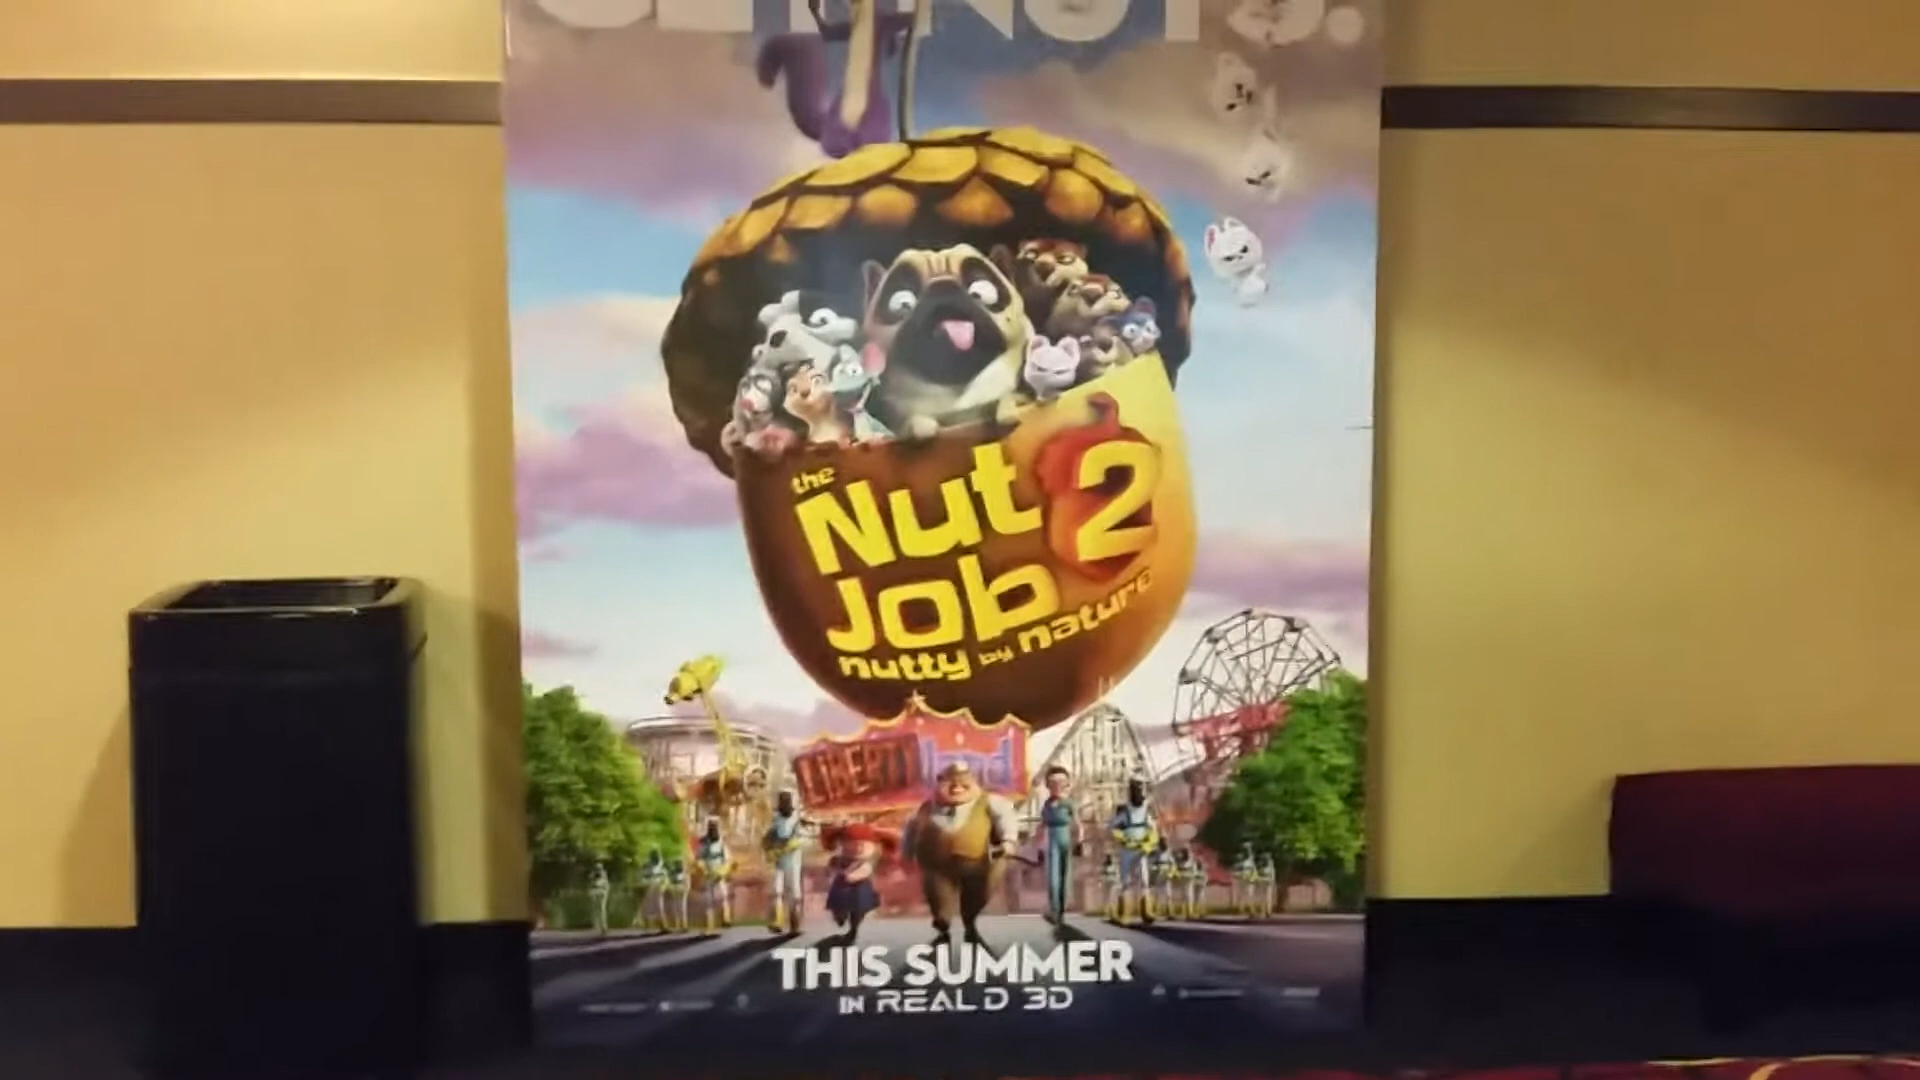 the
Nut 2
Job
nutty by nature
LIBERTY land
THIS SUMMER
IN REAL D 3D